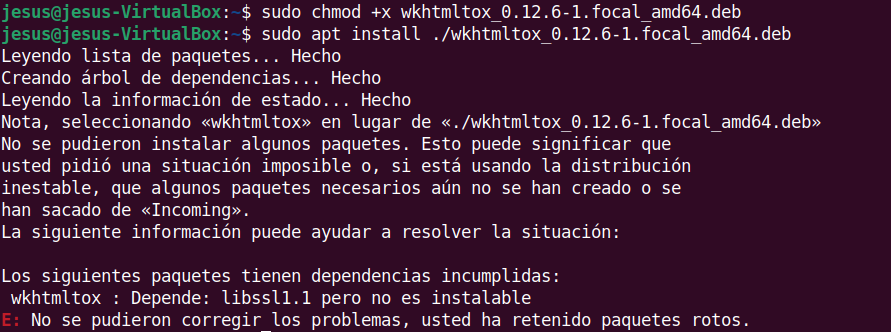 jesus@jesus-VirtualBox:~$ sudo chmod +x wkhtmltox_0.12.6-1.focal_amd64.deb
jesus@jesus-VirtualBox:~$ sudo apt install ./wkhtmltox_0.12.6-1.focal_amd64.deb
Leyendo lista de paquetes... Hecho
Creando árbol de dependencias... Hecho
Leyendo la información de estado... Hecho
Nota, seleccionando «wkhtmltox» en lugar de «./wkhtmltox_0.12.6-1.focal_amd64.deb»
No se pudieron instalar algunos paquetes. Esto puede significar que
usted pidió una situación imposible o, si está usando la distribución
inestable, que algunos paquetes necesarios aún no se han creado o se
han sacado de «Incoming».
La siguiente información puede ayudar a resolver la situación:
Los siguientes paquetes tienen dependencias incumplidas:
wkhtmltox : Depende: libssl1.1 pero no es instalable
E: No se pudieron corregir los problemas, usted ha retenido paquetes rotos.